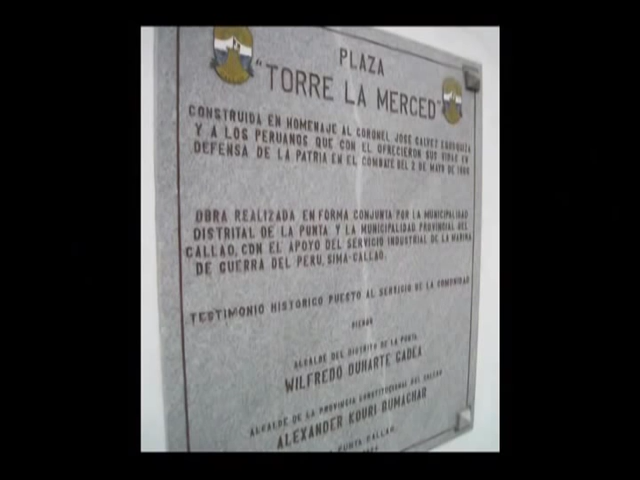 PLAZA
"TORRE LA MERCED"
CONSTRUIDA EN HOMENAJE AL CORONEL JOSE GALVEZ EGUSQUIZA
Y A LOS PERUANOS QUE CON EL OFRECIERON SUS VIDAS EN
DEFENSA DE LA PATRIA EN EL COMBATE DEL 2 DE MAYO DE 1866
OBRA REALIZADA EN FORMA CONJUNTA POR LA MUNICIPALIDAD
DISTRITAL DE LA PUNTA Y LA MUNICIPALIDAD PROVINCIAL DEL
CALLAO, CON EL APOYO DEL SERVICIO INDUSTRIAL DE LA MARINA
DE GUERRA DEL PERU, SIMA-CALLAO.
TESTIMONIO HISTORICO PUESTO AL SERVICIO DE LA COMUNIDAD
SIENDO
ALCALDE DEL DISTRITO DE LA PUNTA
WILFREDO DUHARTE GADEA
ALCALDE DE LA PROVINCIA CONSTITUCIONAL DEL CALLAO
ALEXANDER KOURI BUMACHAR
PUNTA CALLAO,